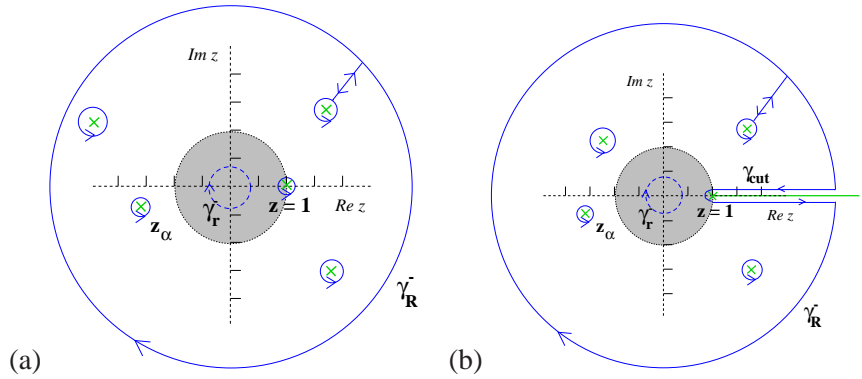 Im z
γr-
z = 1
Re z
zα
γR-
(a)
Im z
γcut
γr-
z = 1
Re z
zα
γR-
(b)